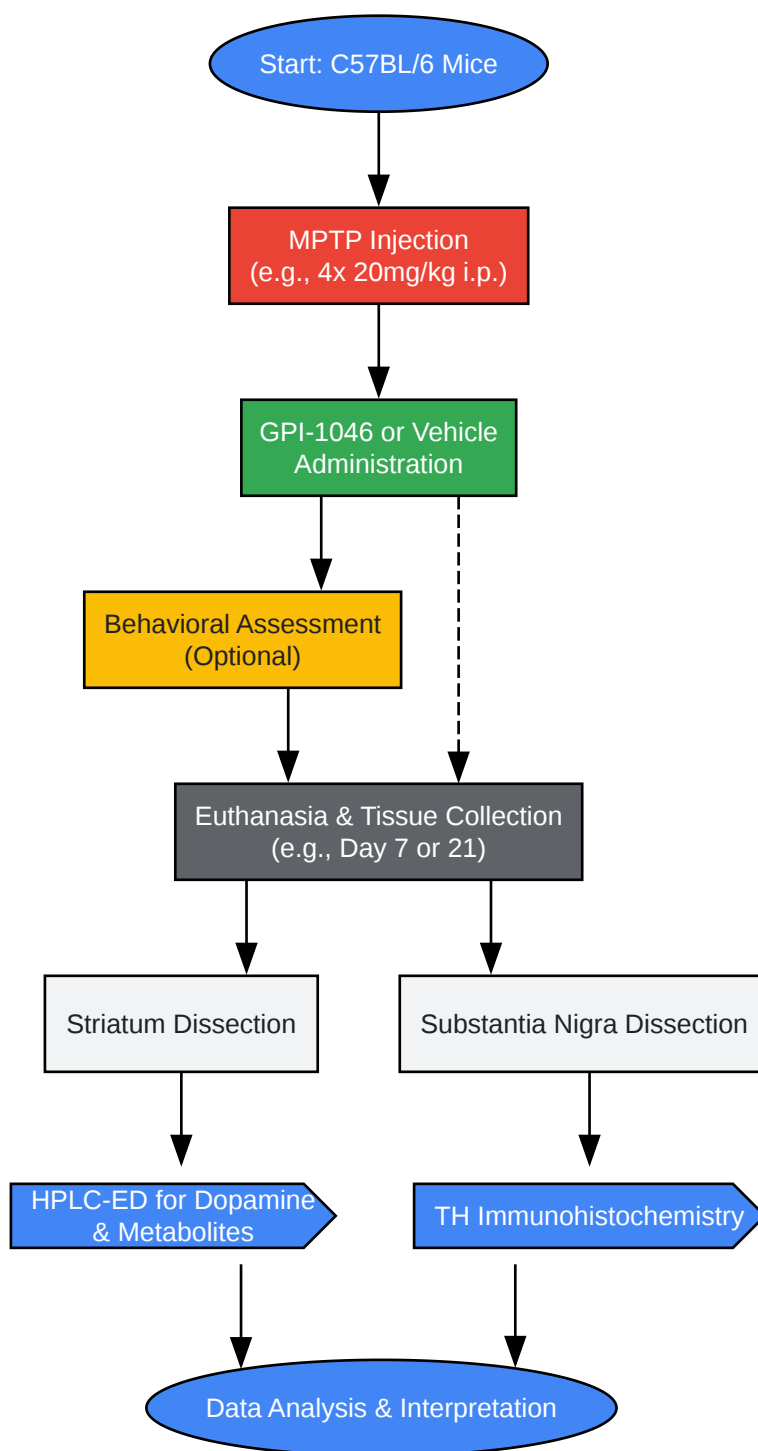 Start: C57BL/6 Mice
MPTP Injection
(e.g., 4x 20mg/kg i.p.)
GPI-1046 or Vehicle
Administration
Behavioral Assessment
(Optional)
Euthanasia & Tissue Collection
(e.g., Day 7 or 21)
Striatum Dissection
Substantia Nigra Dissection
HPLC-ED for Dopamine
& Metabolites
TH Immunohistochemistry
Data Analysis & Interpretation